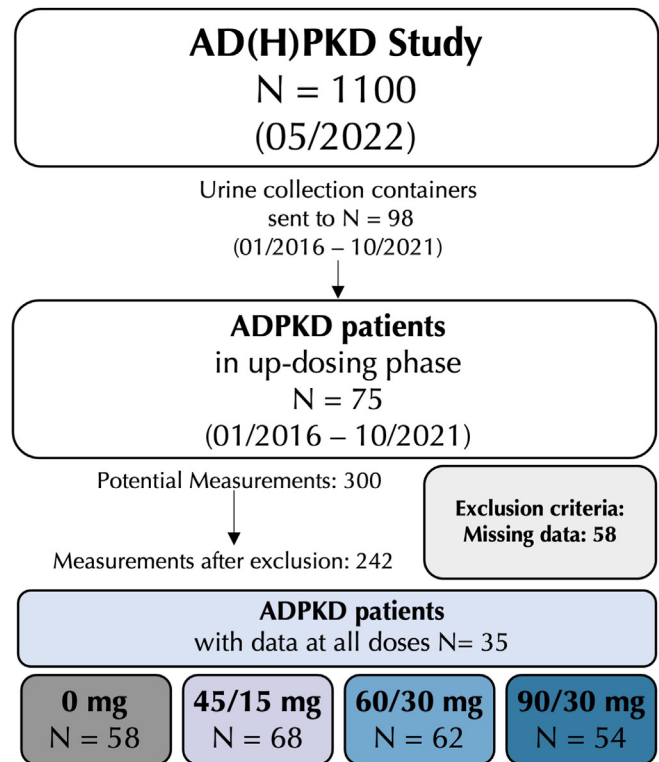 AD(H)PKD Study
N = 1100
(05/2022)
Urine collection containers
sent to N = 98
(01/2016 – 10/2021)
ADPKD patients
in up-dosing phase
N = 75
(01/2016 – 10/2021)
Potential Measurements: 300
Exclusion criteria:
Missing data: 58
Measurements after exclusion: 242
ADPKD patients
with data at all doses N= 35
0 mg
N = 58
45/15 mg
N = 68
60/30 mg
N = 62
90/30 mg
N = 54